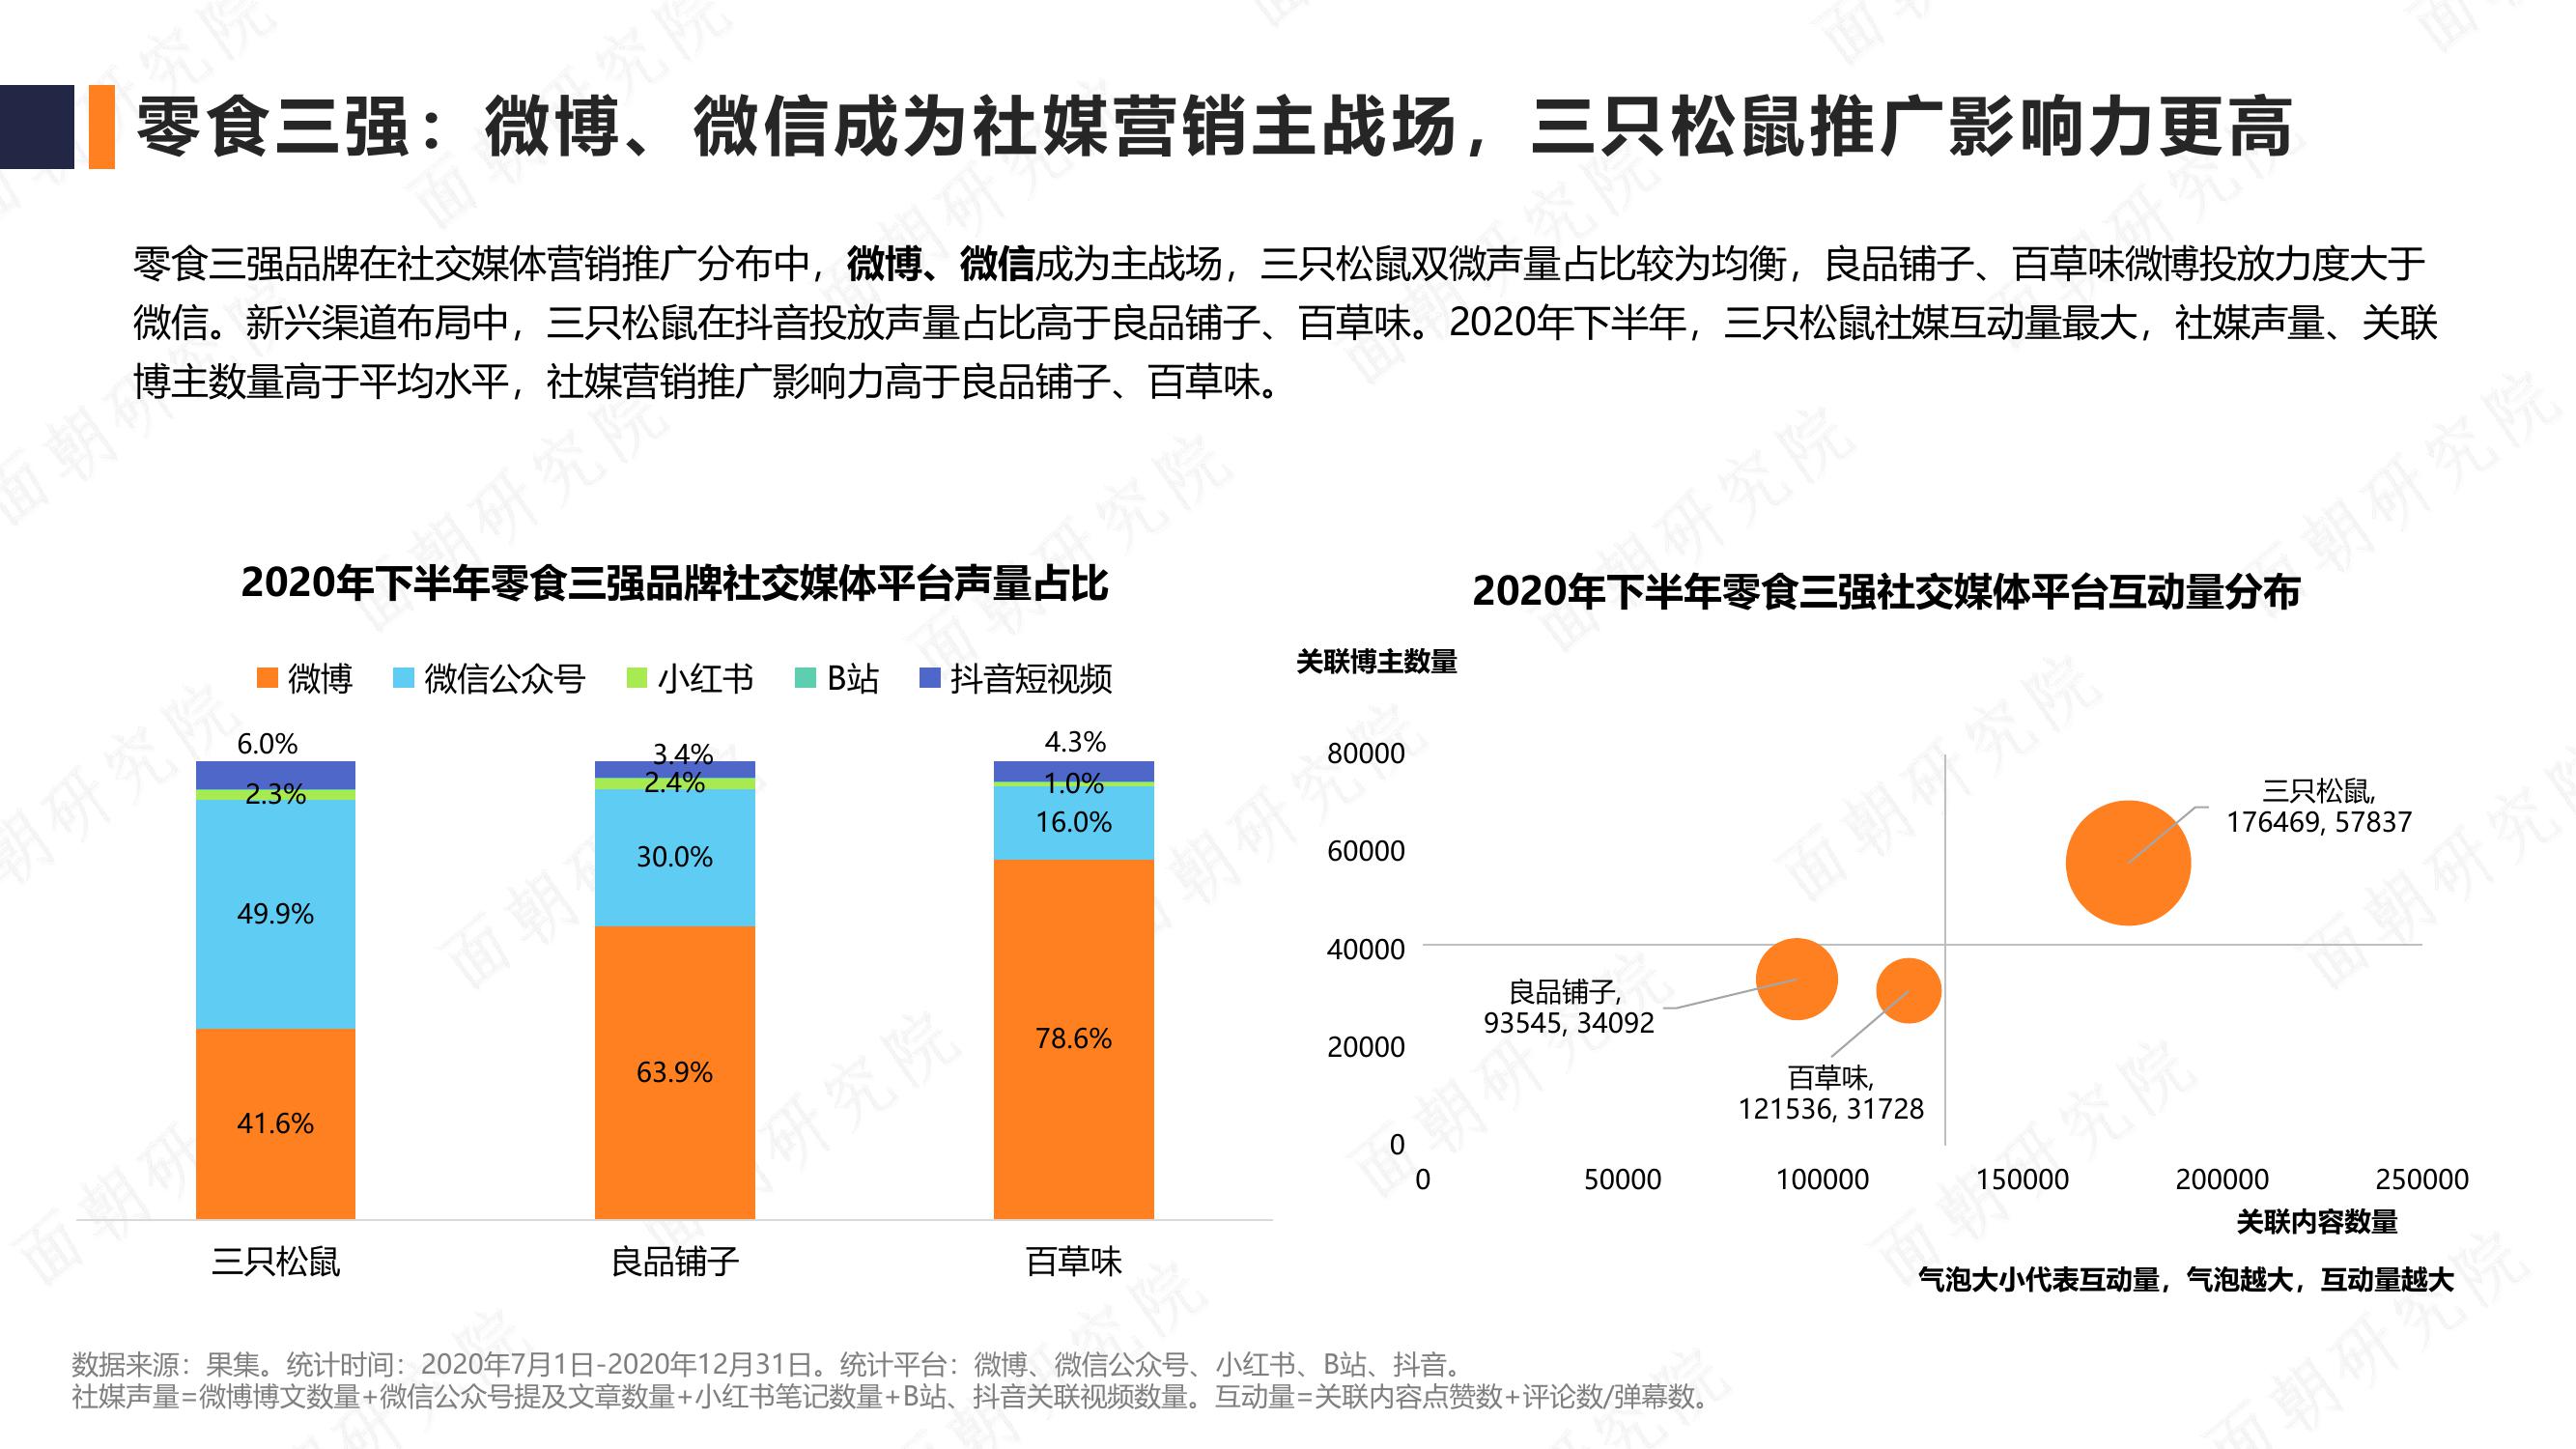 零食三强：微博、微信成为社媒营销主战场，三只松鼠推广影响力更高
零食三强品牌在社交媒体营销推广分布中，微博、微信成为主战场，三只松鼠双微声量占比较为均衡，良品铺子、百草味微博投放力度大于
微信。新兴渠道布局中，三只松鼠在抖音投放声量占比高于良品铺子、百草味。2020年下半年，三只松鼠社媒互动量最大，社媒声量、关联
博主数量高于平均水平，社媒营销推广影响力高于良品铺子、百草味。
2020年下半年零食三强品牌社交媒体平台声量占比
微博 微信公众号 小红书 B站 抖音短视频
6.0%
2.3%
49.9%
41.6%
三只松鼠
3.4%
2.4%
30.0%
63.9%
良品铺子
4.3%
1.0%
16.0%
78.6%
百草味
2020年下半年零食三强社交媒体平台互动量分布
关联博主数量
80000
60000
40000
20000
0
三只松鼠,
176469, 57837
良品铺子,
93545, 34092
百草味,
121536, 31728
0 50000 100000 150000 200000 250000
关联内容数量
气泡大小代表互动量，气泡越大，互动量越大
数据来源：果集。统计时间：2020年7月1日-2020年12月31日。统计平台：微博、微信公众号、小红书、B站、抖音。
社媒声量=微博博文数量+微信公众号提及文章数量+小红书笔记数量+B站、抖音关联视频数量。互动量=关联内容点赞数+评论数/弹幕数。
面朝研究院